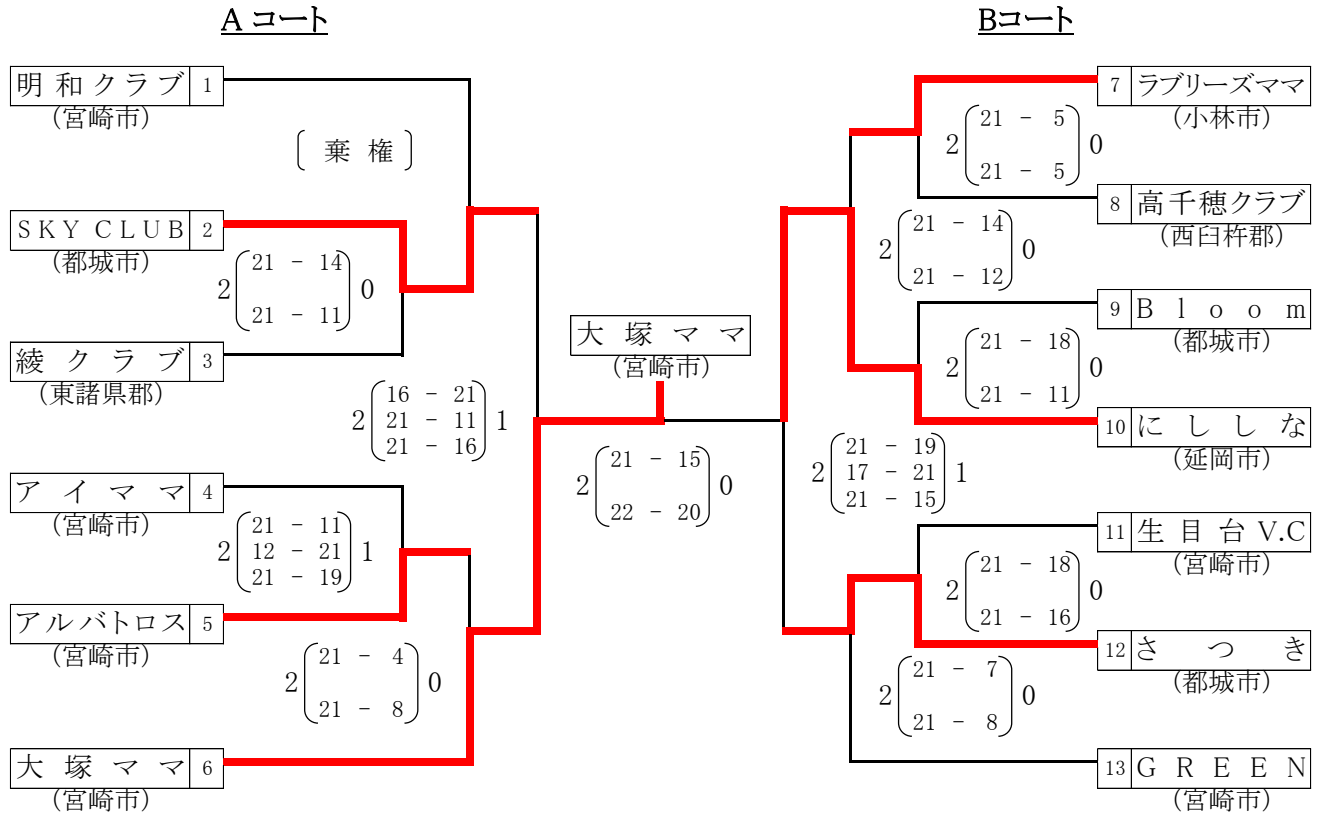 A コート
Bコート
明和クラブ 1
(宮崎市)
〔 棄 権 〕
SKY CLUB 2
(都城市)
2 21 - 14 0
21 - 11
綾クラブ 3
(東諸県郡)
2 16 - 21 1
21 - 11
21 - 16
アイママ 4
(宮崎市)
2 21 - 11 1
12 - 21
21 - 19
アルバトロス 5
(宮崎市)
2 21 - 4 0
21 - 8
大塚ママ 6
(宮崎市)
大塚ママ
(宮崎市)
2 21 - 15 0
22 - 20
7 ラブリーズママ
(小林市)
2 21 - 5 0
21 - 5
8 高千穂クラブ
(西臼杵郡)
2 21 - 14 0
21 - 12
9 Bloom
(都城市)
2 21 - 18 0
21 - 11
10 にししな
(延岡市)
2 21 - 19 1
17 - 21
21 - 15
11 生目台V.C
(宮崎市)
2 21 - 18 0
21 - 16
12 さつき
(都城市)
2 21 - 7 0
21 - 8
13 GREEN
(宮崎市)